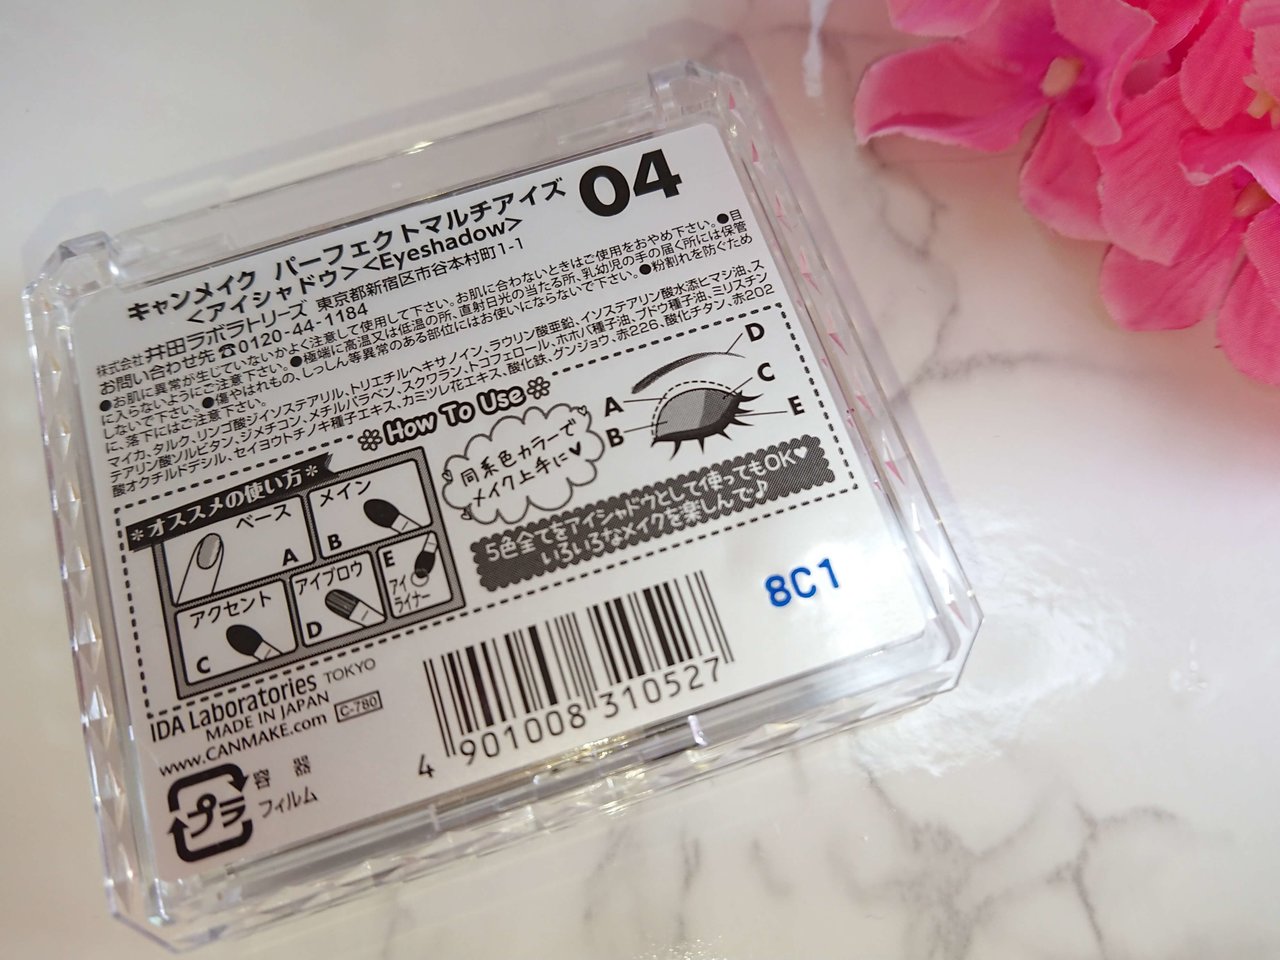 キャンメイク パーフェクトマルチアイズ
04
<アイシャドウ><Eyeshadow>
株式会社 井田ラボラトリーズ 東京都新宿区市谷本村町1-1
お問い合わせ先 ☎0120-44-1184
●お肌に異常が生じていないかよく注意して使用して下さい。お肌に合わないときはご使用をおやめ下さい。●目
に入らないようにご注意下さい。●極端に高温又は低温の所、直射日光の当たる所、乳幼児の手の届く所には保管
しないで下さい。●傷やはれもの、しっしん等異常のある部位にはお使いにならないで下さい。●粉割れを防ぐため
に、落下にはご注意下さい。
マイカ、タルク、リンゴ酸ジイソステアリル、トリエチルヘキサノイン、ラウリン酸亜鉛、イソステアリン酸水添ヒマシ油、ス
テアリン酸ソルビタン、ジメチコン、メチルパラベン、スクワラン、トコフェロール、ホホバ種子油、ブドウ種子油、ミリスチン
酸オクチルドデシル、セイヨウトチノキ種子エキス、カミツレ花エキス、酸化鉄、グンジョウ、赤226、酸化チタン、赤202
How To Use
*オススメの使い方*
ベース
A
メイン
B
アクセント
C
アイブロウ
D
E
アイ
ライナー
同系色カラーで
メイク上手に♥
A
B
D
C
E
5色全てをアイシャドウとして使ってもOK♥
いろいろなメイクを楽しんで♪
8C1
IDA Laboratories TOKYO
MADE IN JAPAN
www.CANMAKE.com
C-780
4 901008 310527
プラ
容器
フィルム